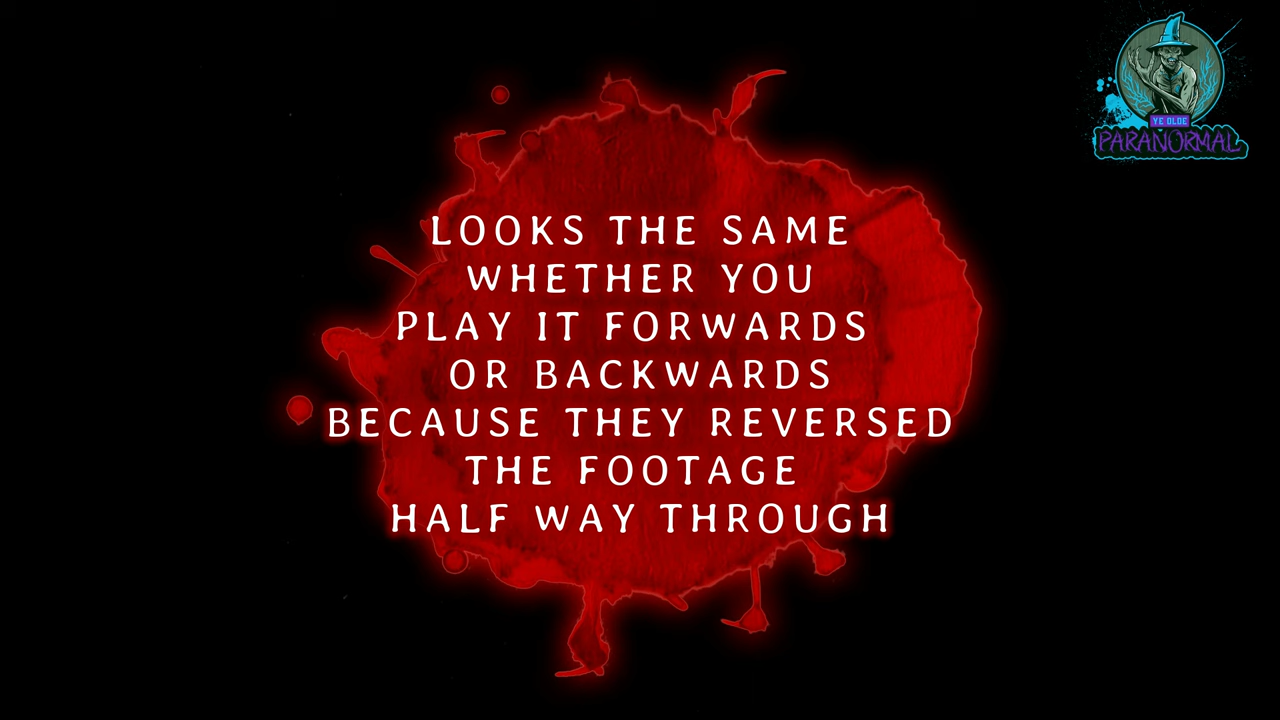 YE OLDE
PARANORMAL
LOOKS THE SAME
WHETHER YOU
PLAY IT FORWARDS
OR BACKWARDS
BECAUSE THEY REVERSED
THE FOOTAGE
HALF WAY THROUGH